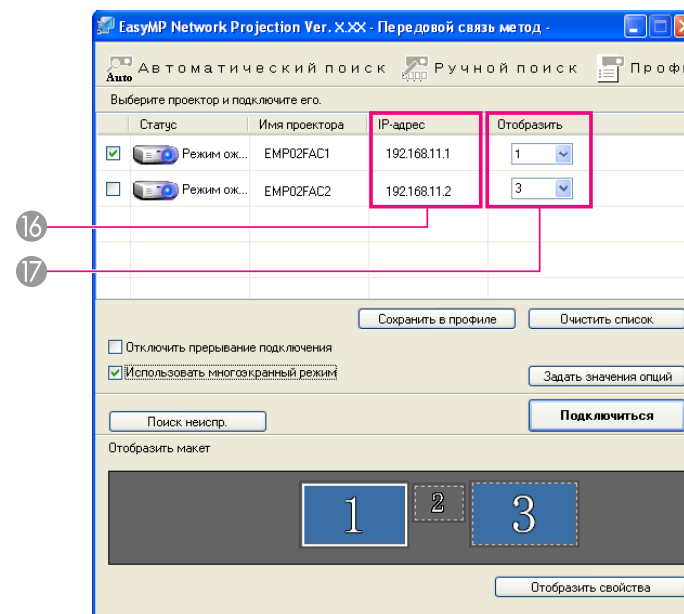 EasyMP Network Projection Ver. X.XX - Передовой связь метод -
Auto Автоматический поиск Ручной поиск Профи
Выберите проектор и подключите его.
Статус Имя проектора IP-адрес Отобразить
Режим ож... EMP02FAC1 192.168.11.1 1
Режим ож... EMP02FAC2 192.168.11.2 3
16
17
Сохранить в профиле Очистить список
Отключить прерывание подключения
Использовать многоэкранный режим Задать значения опций
Поиск неиспр. Подключиться
Отобразить макет
1 2 3
Отобразить свойства